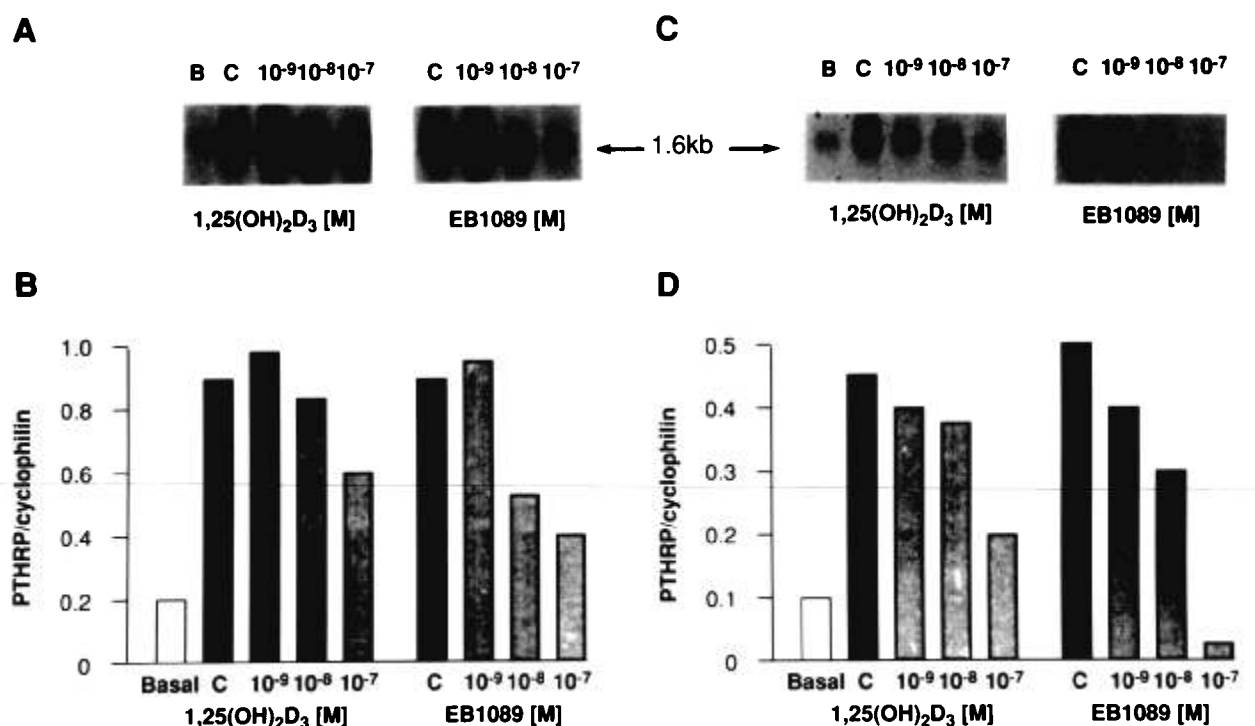 A
B C 10⁻⁹ 10⁻⁸ 10⁻⁷
C 10⁻⁹ 10⁻⁸ 10⁻⁷
1,25(OH)₂D₃ [M]
EB1089 [M]
1.6kb
C
B C 10⁻⁹ 10⁻⁸ 10⁻⁷
C 10⁻⁹ 10⁻⁸ 10⁻⁷
1,25(OH)₂D₃ [M]
EB1089 [M]
B
PTHRP/cyclophilin
1.0
0.8
0.6
0.4
0.2
0
Basal C 10⁻⁹ 10⁻⁸ 10⁻⁷
C 10⁻⁹ 10⁻⁸ 10⁻⁷
1,25(OH)₂D₃ [M]
EB1089 [M]
D
PTHRP/cyclophilin
0.5
0.4
0.3
0.2
0.1
0
Basal C 10⁻⁹ 10⁻⁸ 10⁻⁷
C 10⁻⁹ 10⁻⁸ 10⁻⁷
1,25(OH)₂D₃ [M]
EB1089 [M]